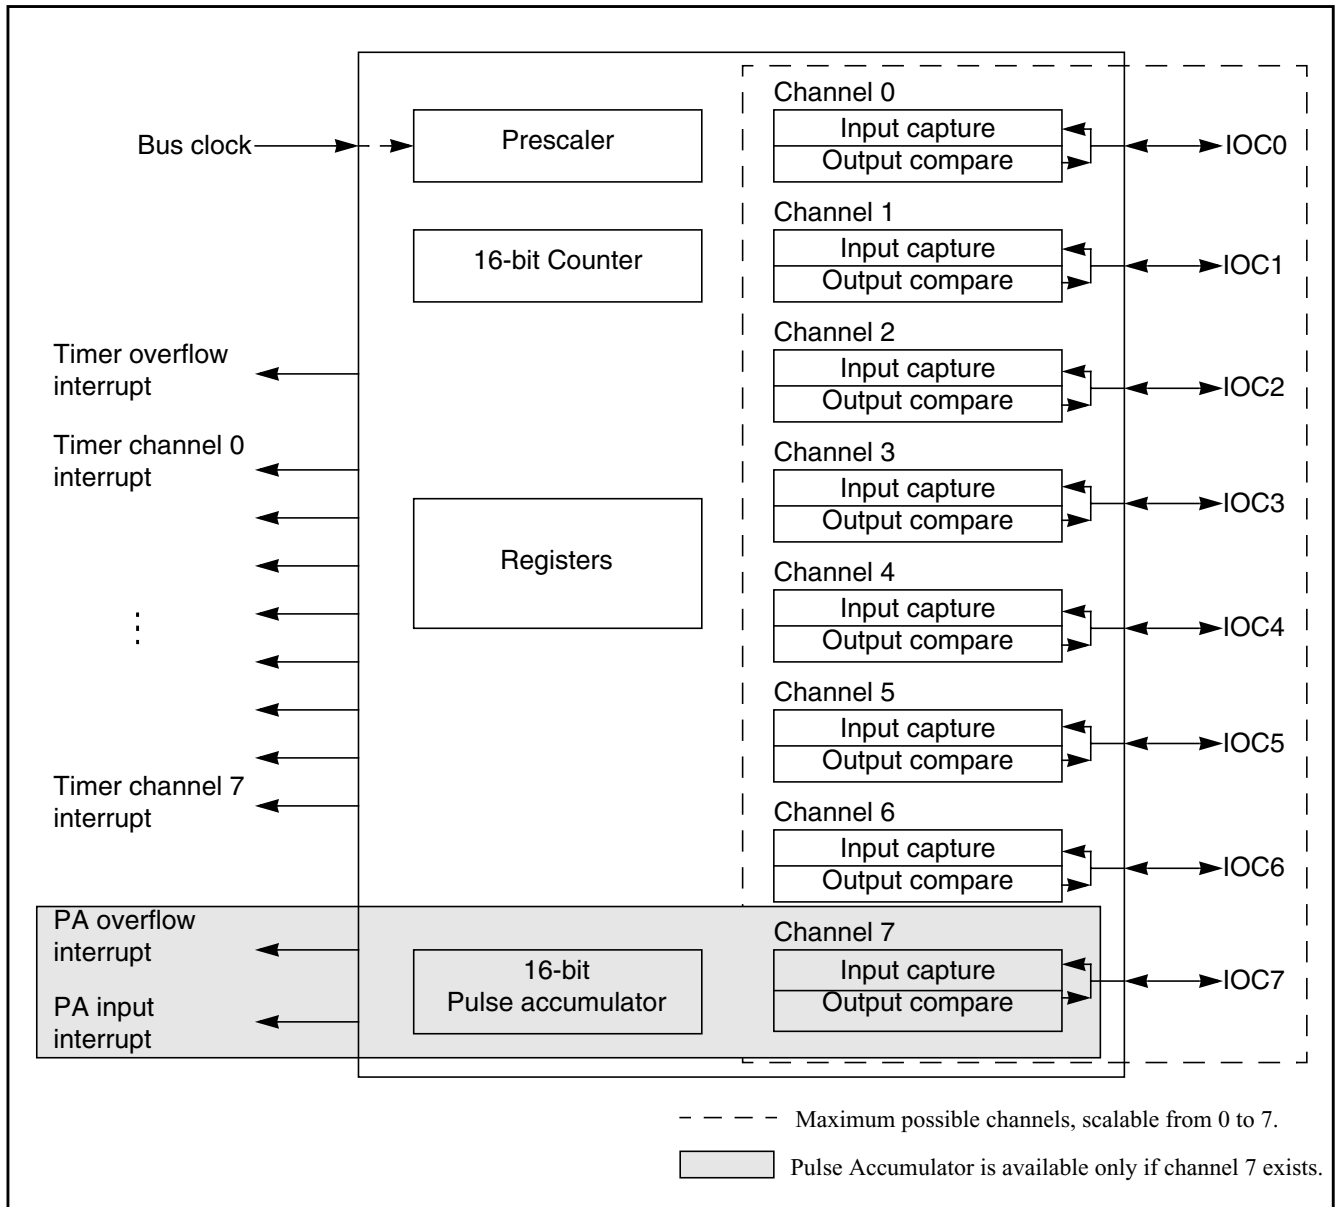 Bus clock
Prescaler
16-bit Counter
Timer overflow
interrupt
Timer channel 0
interrupt
Registers
Timer channel 7
interrupt
PA overflow
interrupt
PA input
interrupt
16-bit
Pulse accumulator
Channel 0
Input capture
Output compare
IOC0
Channel 1
Input capture
Output compare
IOC1
Channel 2
Input capture
Output compare
IOC2
Channel 3
Input capture
Output compare
IOC3
Channel 4
Input capture
Output compare
IOC4
Channel 5
Input capture
Output compare
IOC5
Channel 6
Input capture
Output compare
IOC6
Channel 7
Input capture
Output compare
IOC7
Maximum possible channels, scalable from 0 to 7.
Pulse Accumulator is available only if channel 7 exists.